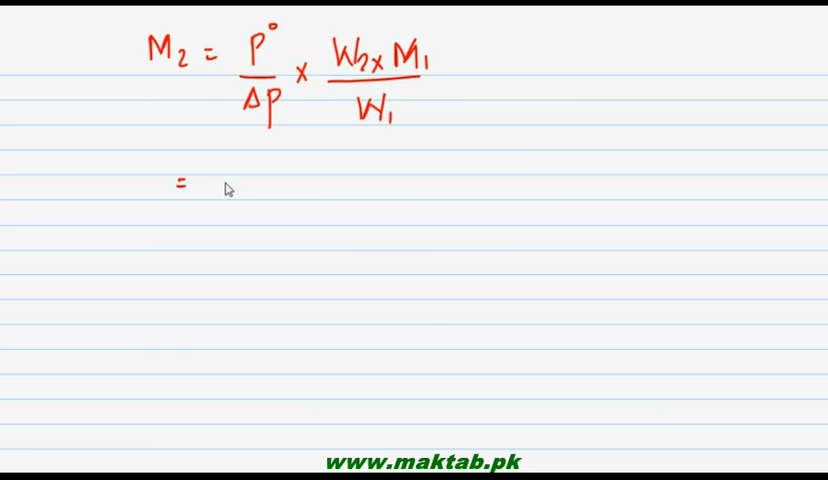 M₂ = P°/ΔP × W₂ × M₁/W₁
=
www.maktab.pk